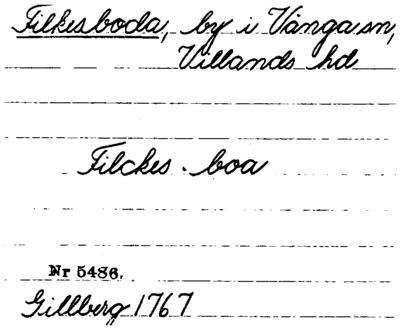 Filkesboda, by i Vånga sn,
Villands hd
Filckes-boa
Nr 5486.
Gillberg 1767